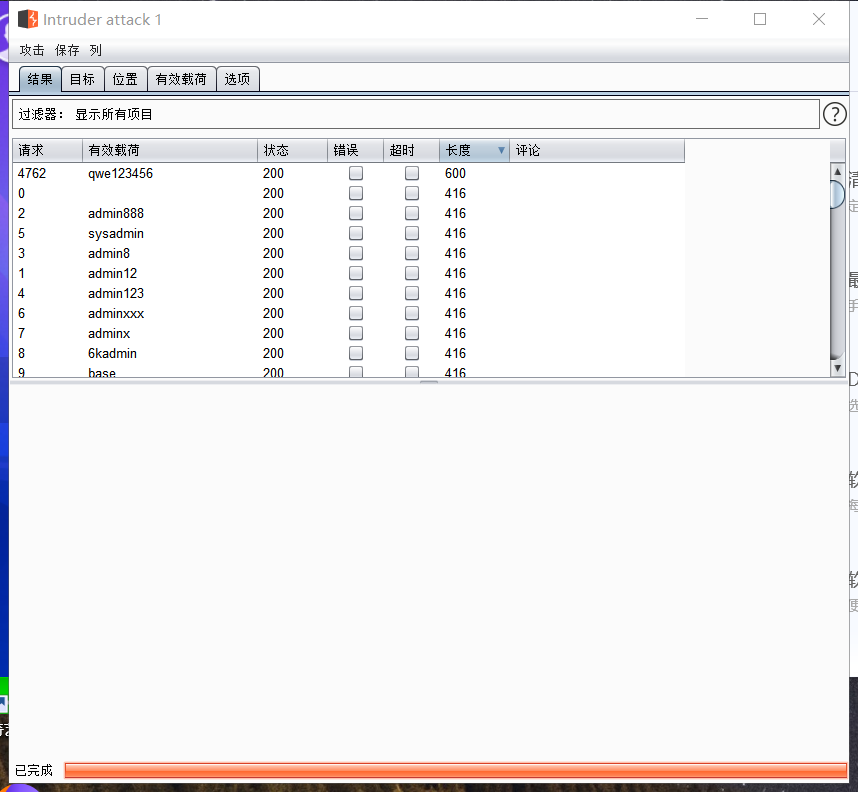 Intruder attack 1
攻击 保存 列
结果 目标 位置 有效载荷 选项
过滤器： 显示所有项目
?
请求 有效载荷 状态 错误 超时 长度 评论
4762 qwe123456 200 600
0 200 416
2 admin888 200 416
5 sysadmin 200 416
3 admin8 200 416
1 admin12 200 416
4 admin123 200 416
6 adminxxx 200 416
7 adminx 200 416
8 6kadmin 200 416
9 base 200 416
已完成